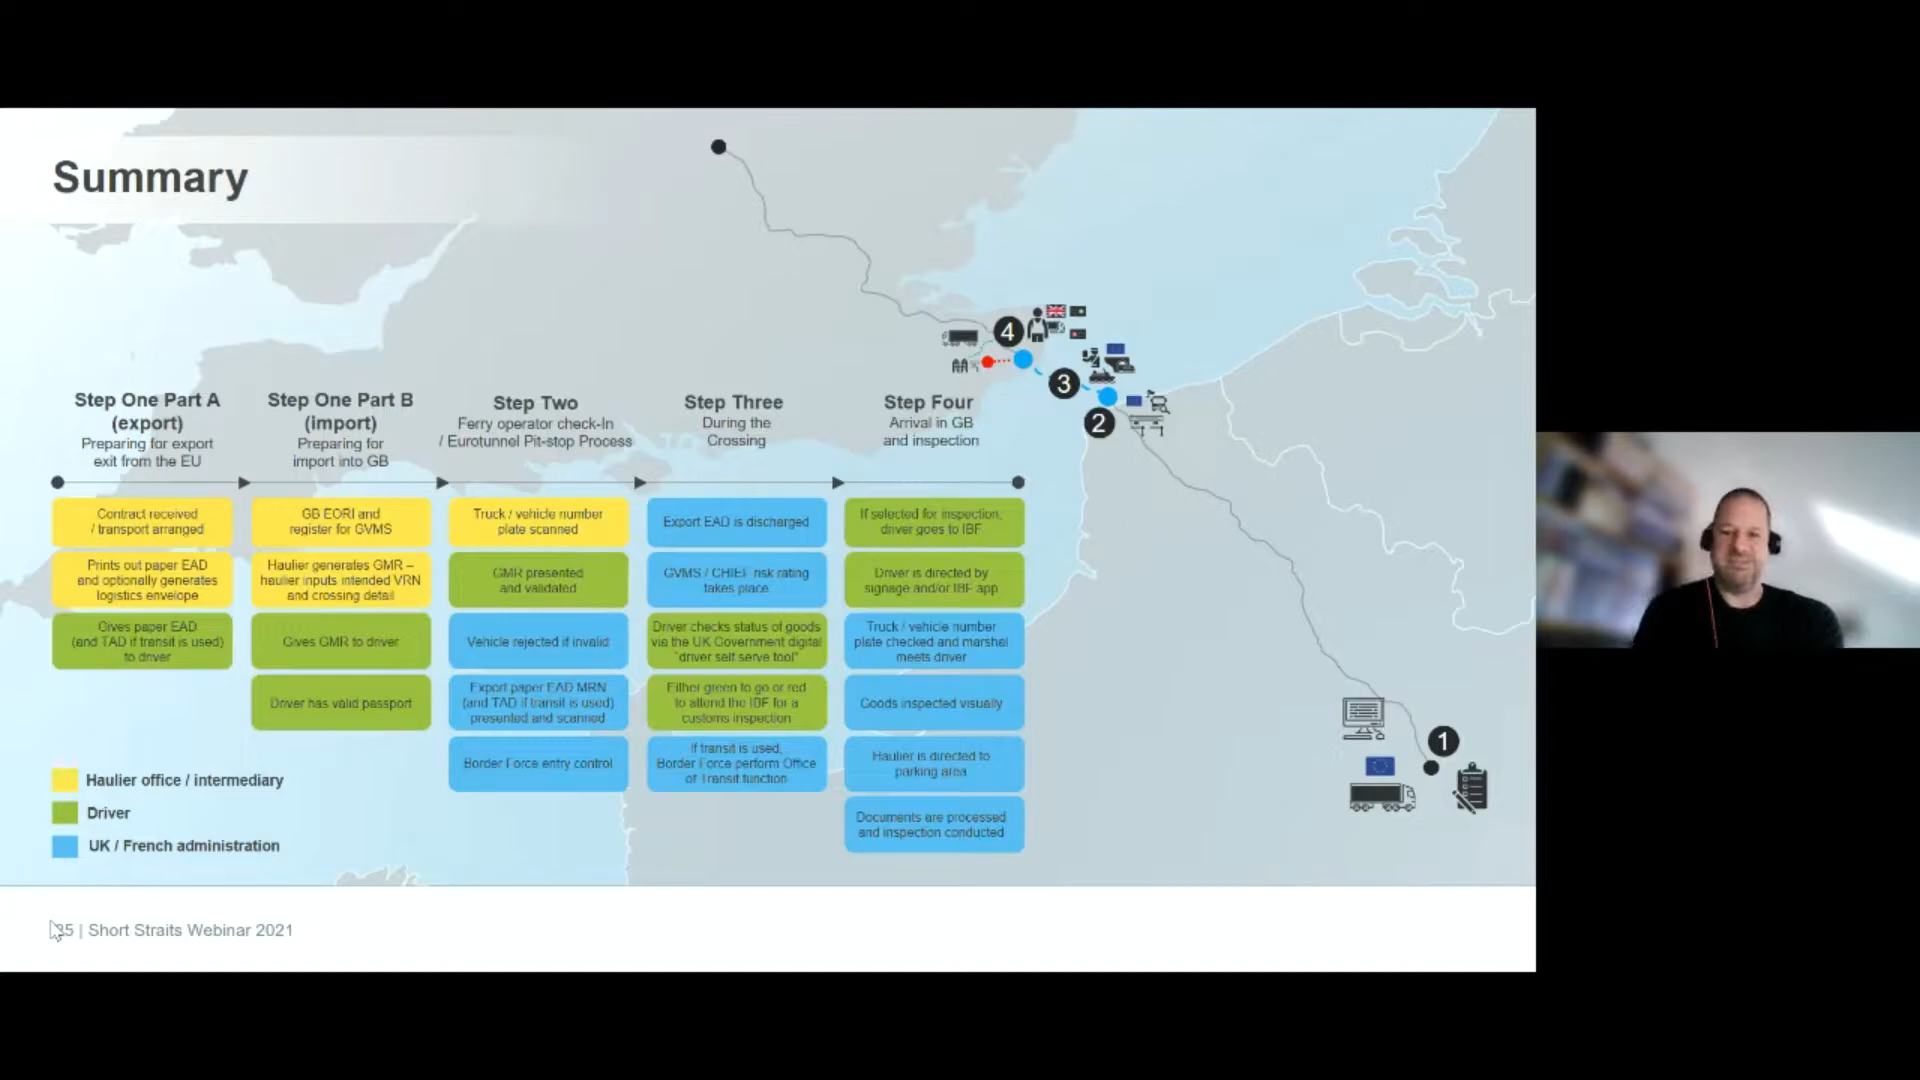 Summary
Step One Part A
(export)
Preparing for export
exit from the EU
Step One Part B
(import)
Preparing for
import into GB
Step Two
Ferry operator check-In
/ Eurotunnel Pit-stop Process
Step Three
During the
Crossing
Step Four
Arrival in GB
and inspection
Contract received
/ transport arranged
Prints out paper EAD
and optionally generates
logistics envelope
Gives paper EAD
(and TAD if transit is used)
to driver
GB EORI and
register for GVMS
Haulier generates GMR –
haulier inputs intended VRN
and crossing detail
Gives GMR to driver
Driver has valid passport
Truck / vehicle number
plate scanned
GMR presented
and validated
Vehicle rejected if invalid
Export paper EAD MRN
(and TAD if transit is used)
presented and scanned
Border Force entry control
Export EAD is discharged
GVMS / CHIEF risk rating
takes place
Driver checks status of goods
via the UK Government digital
"driver self serve tool"
Either green to go or red
to attend the IBF for a
customs inspection
If transit is used,
Border Force perform Office
of Transit function
If selected for inspection,
driver goes to IBF
Driver is directed by
signage and/or IBF app
Truck / vehicle number
plate checked and marshal
meets driver
Goods inspected visually
Haulier is directed to
parking area
Documents are processed
and inspection conducted
4
3
2
1
Haulier office / intermediary
Driver
UK / French administration
35 | Short Straits Webinar 2021